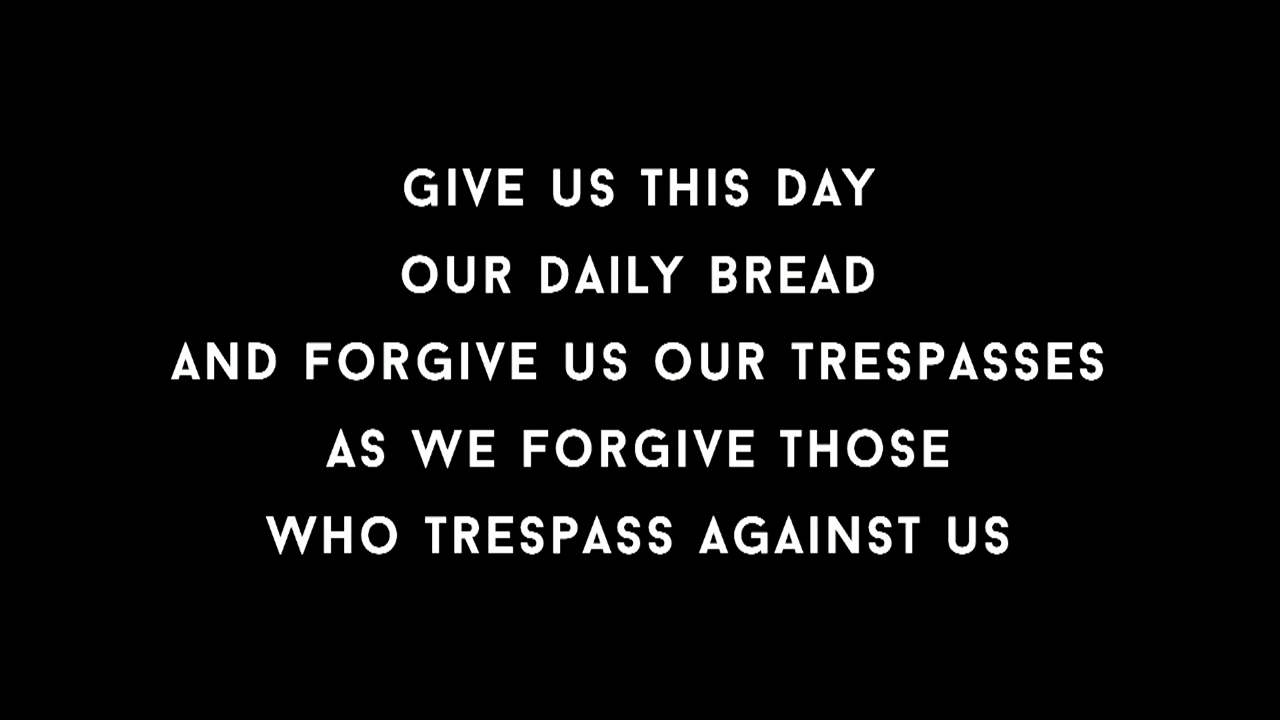 GIVE US THIS DAY
OUR DAILY BREAD
AND FORGIVE US OUR TRESPASSES
AS WE FORGIVE THOSE
WHO TRESPASS AGAINST US